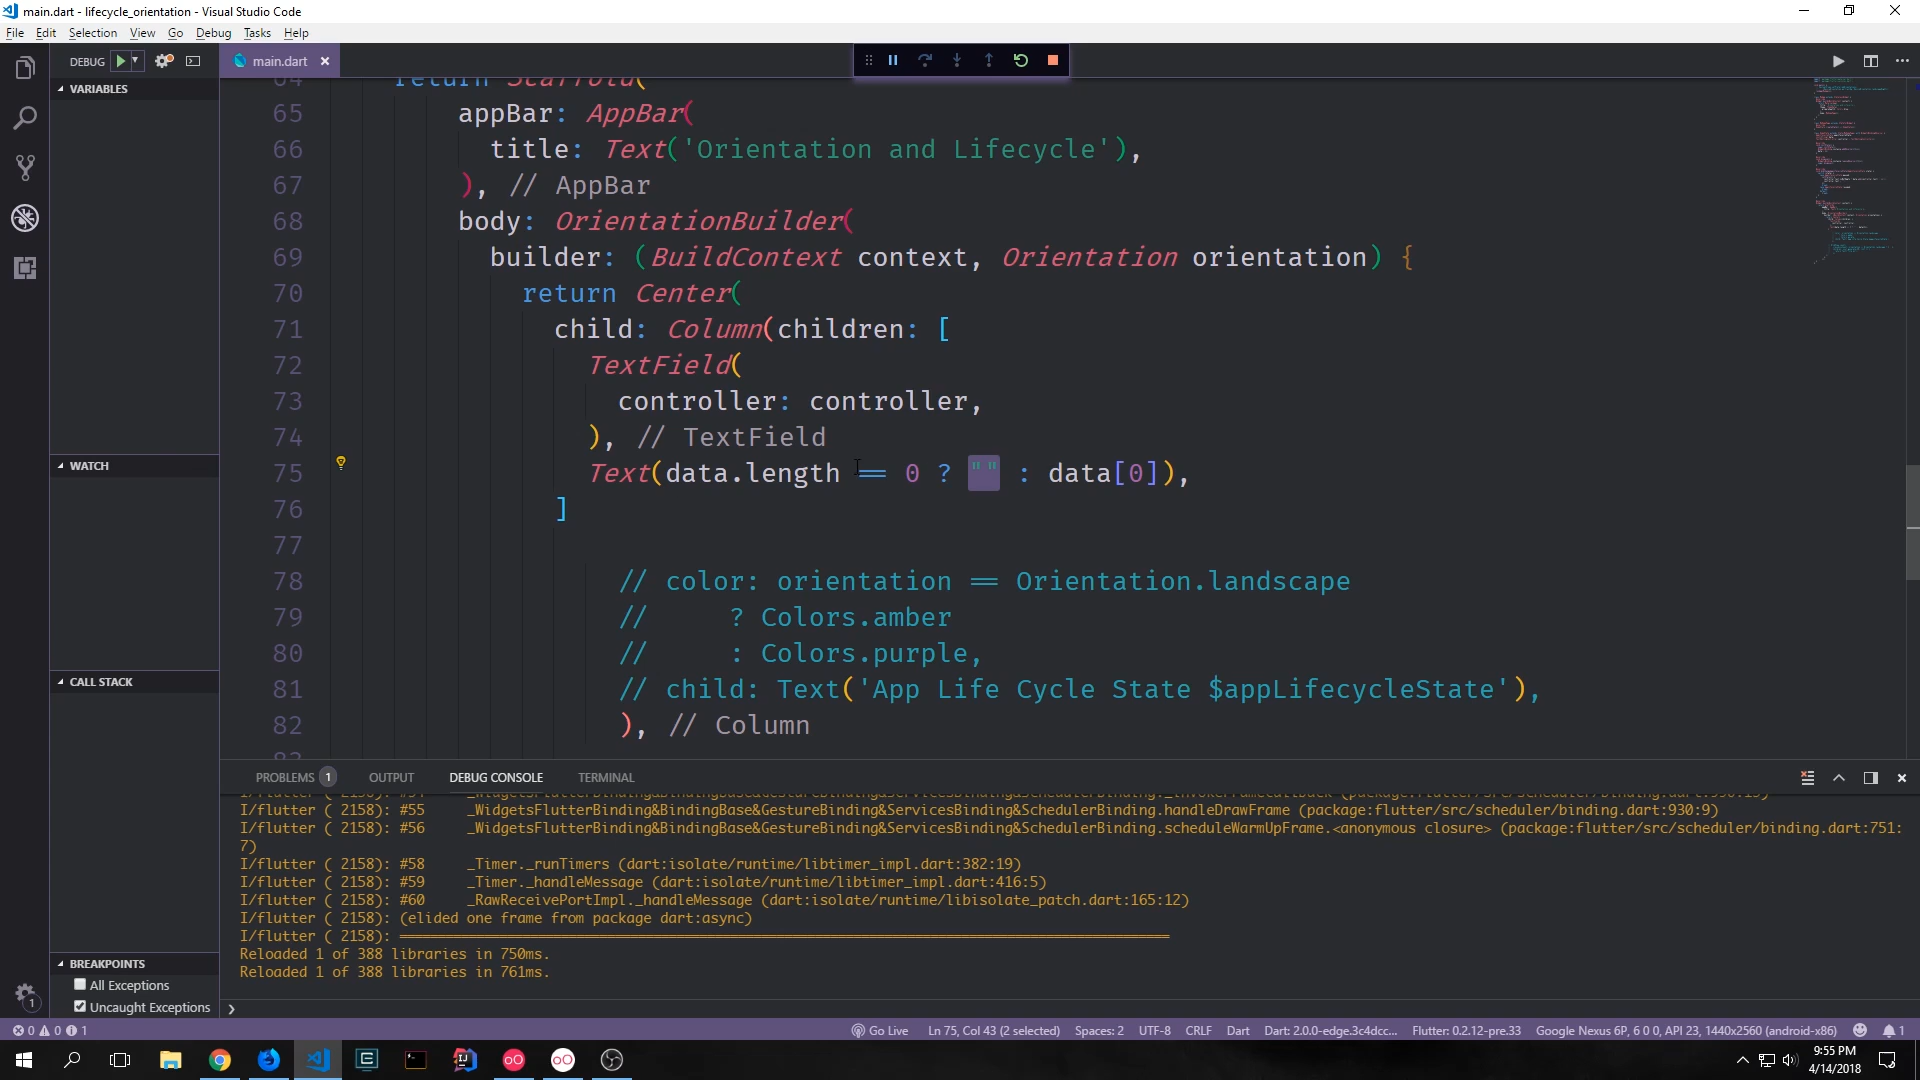 main.dart - lifecycle_orientation - Visual Studio Code
File Edit Selection View Go Debug Tasks Help
DEBUG
main.dart
VARIABLES
WATCH
CALL STACK
BREAKPOINTS
All Exceptions
Uncaught Exceptions
1
64 return Scaffold(
65 appBar: AppBar(
66 title: Text('Orientation and Lifecycle'),
67 ), // AppBar
68 body: OrientationBuilder(
69 builder: (BuildContext context, Orientation orientation) {
70 return Center(
71 child: Column(children: [
72 TextField(
73 controller: controller,
74 ), // TextField
75 Text(data.length == 0 ? "" : data[0]),
76 ]
77
78 // color: orientation == Orientation.landscape
79 // ? Colors.amber
80 // : Colors.purple,
81 // child: Text('App Life Cycle State $appLifecycleState'),
82 ), // Column
PROBLEMS 1 OUTPUT DEBUG CONSOLE TERMINAL
I/flutter ( 2158): #55 _WidgetsFlutterBinding&BindingBase&GestureBinding&ServicesBinding&SchedulerBinding.handleDrawFrame (package:flutter/src/scheduler/binding.dart:930:9)
I/flutter ( 2158): #56 _WidgetsFlutterBinding&BindingBase&GestureBinding&ServicesBinding&SchedulerBinding.scheduleWarmUpFrame.<anonymous closure> (package:flutter/src/scheduler/binding.dart:751:
7)
I/flutter ( 2158): #58 _Timer._runTimers (dart:isolate/runtime/libtimer_impl.dart:382:19)
I/flutter ( 2158): #59 _Timer._handleMessage (dart:isolate/runtime/libtimer_impl.dart:416:5)
I/flutter ( 2158): #60 _RawReceivePortImpl._handleMessage (dart:isolate/runtime/libisolate_patch.dart:165:12)
I/flutter ( 2158): (elided one frame from package dart:async)
I/flutter ( 2158): ════════════════════════════════════════
Reloaded 1 of 388 libraries in 750ms.
Reloaded 1 of 388 libraries in 761ms.
0 0 1 Go Live Ln 75, Col 43 (2 selected) Spaces: 2 UTF-8 CRLF Dart Dart: 2.0.0-edge.3c4dcc... Flutter: 0.2.12-pre.33 Google Nexus 6P, 6 0 0, API 23, 1440x2560 (android-x86) 1
9:55 PM
4/14/2018